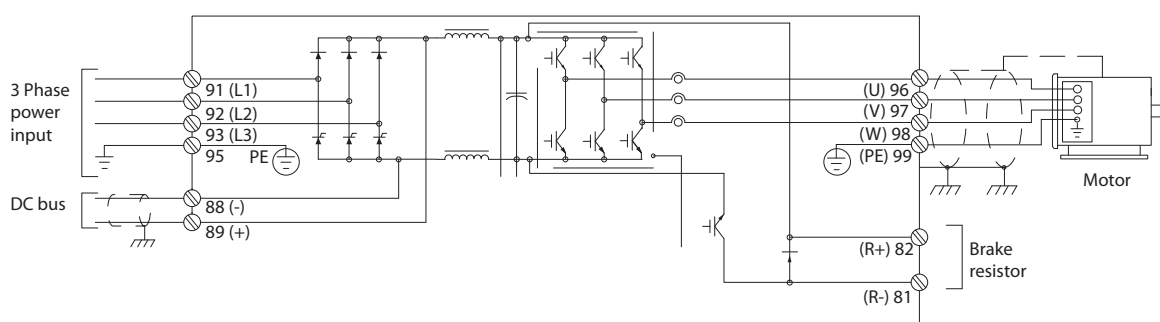 3 Phase
power
input
91 (L1)
92 (L2)
93 (L3)
95
PE
DC bus
88 (-)
89 (+)
(U) 96
(V) 97
(W) 98
(PE) 99
Motor
(R+) 82
Brake
resistor
(R-) 81